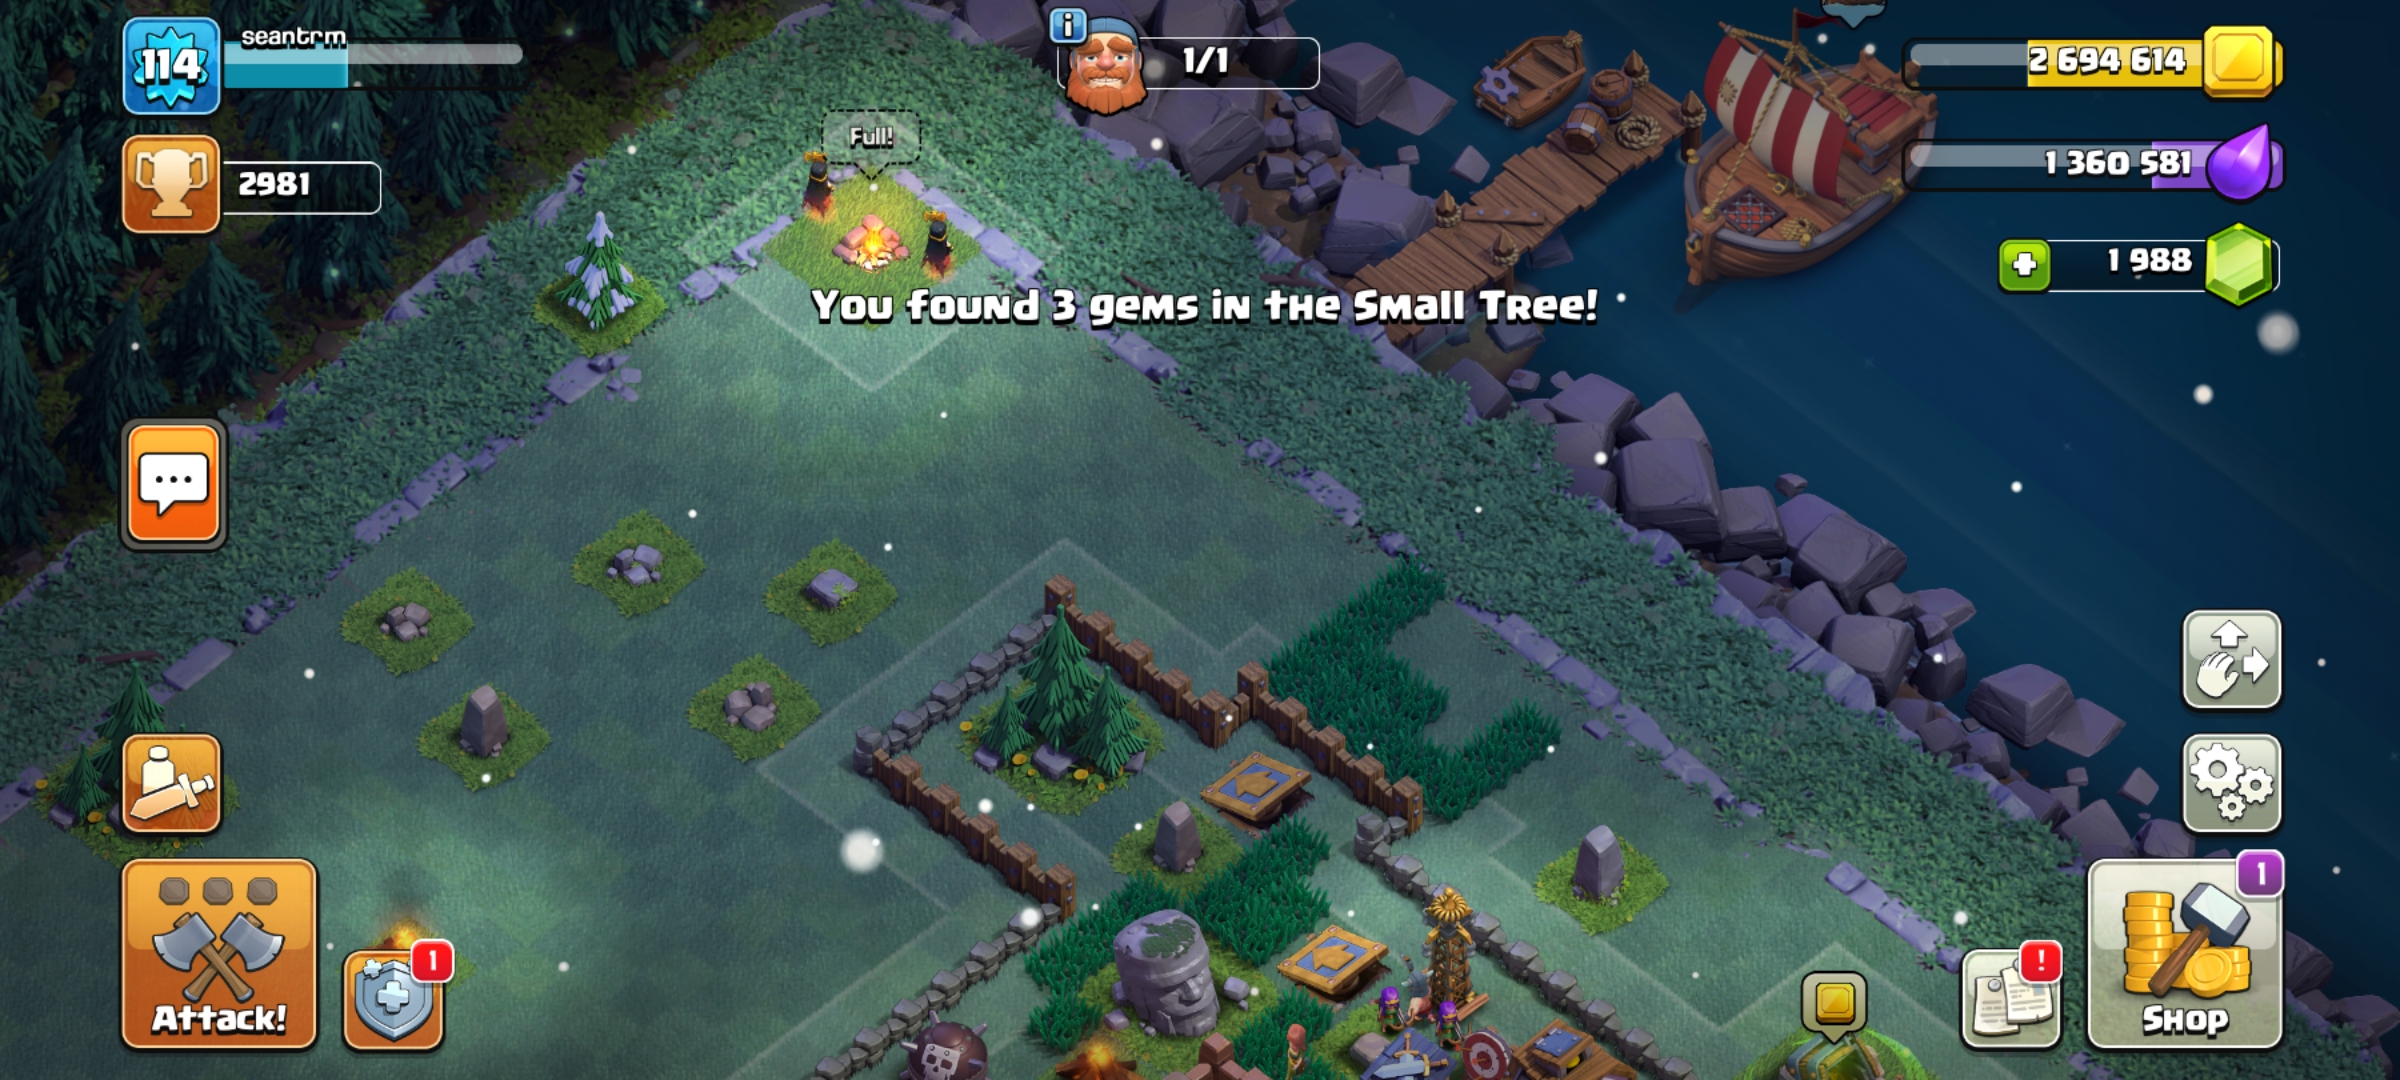 seantrm
114
1/1
2 694 614
Full!
1 360 581
2981
1 988
You found 3 gems in the Small Tree!
1
1
!
Attack!
Shop